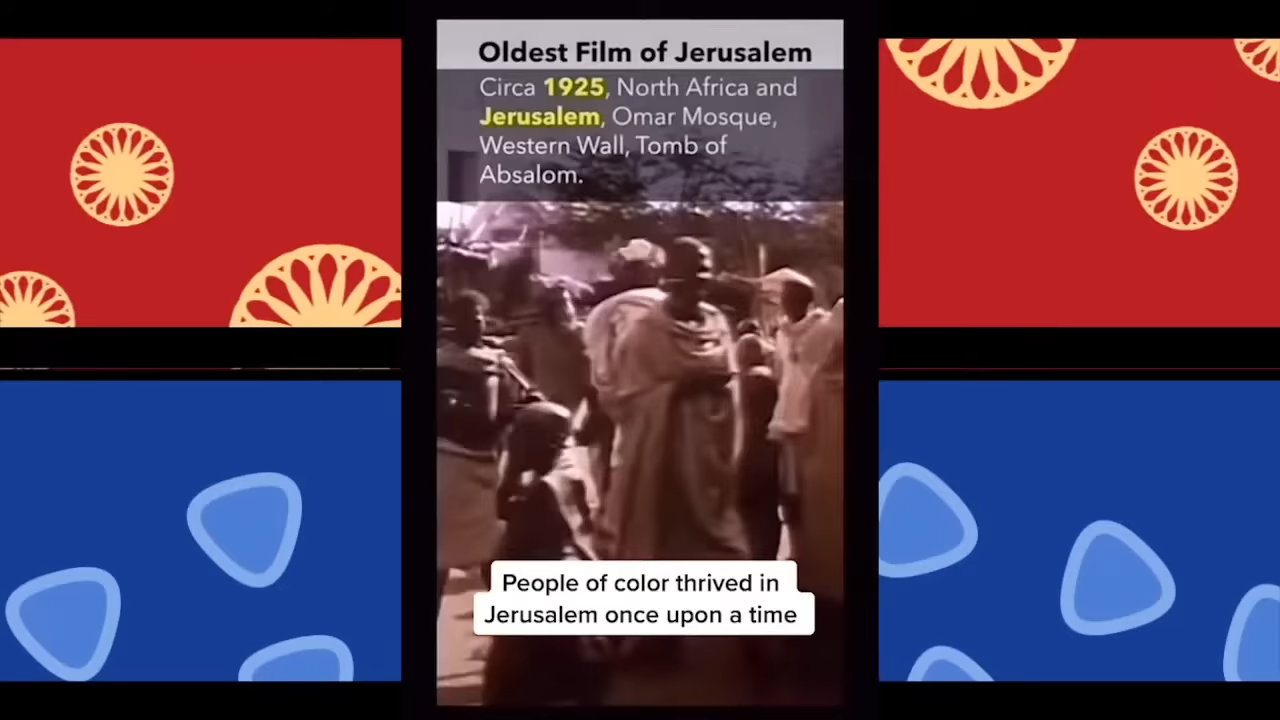 Oldest Film of Jerusalem
Circa 1925, North Africa and
Jerusalem, Omar Mosque,
Western Wall, Tomb of
Absalom.
People of color thrived in
Jerusalem once upon a time